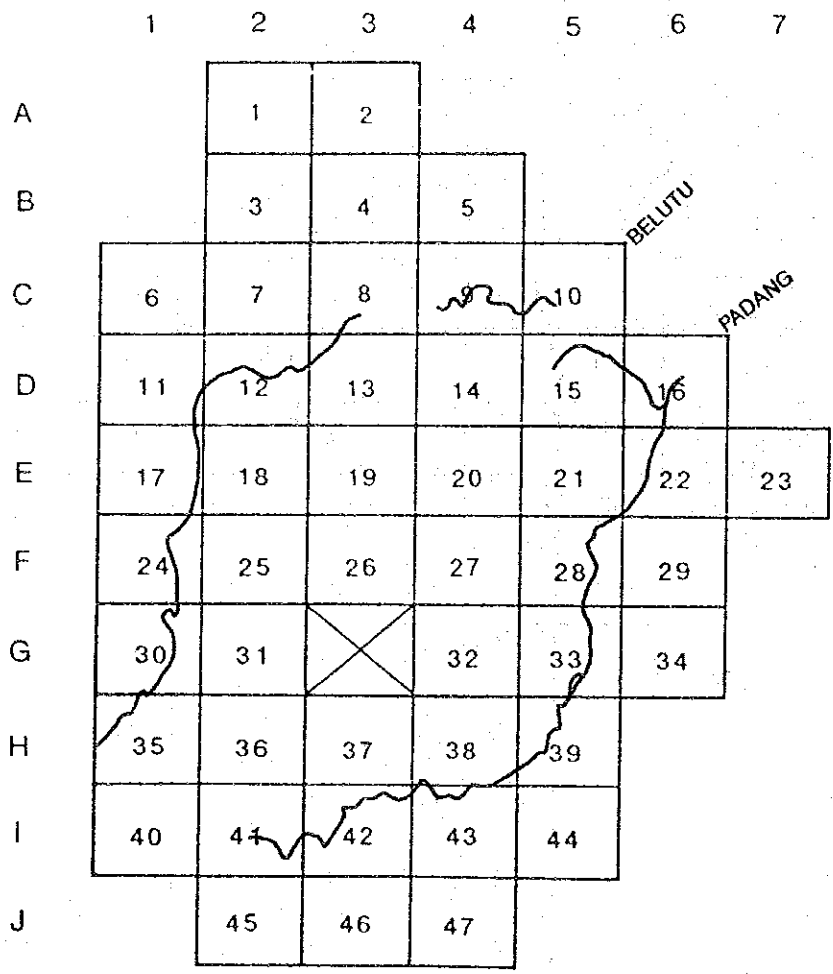 1 2 3 4 5 6 7
A 1 2
B 3 4 5
BELUTU
C 6 7 8 9 10
PADANG
D 11 12 13 14 15 16
E 17 18 19 20 21 22 23
F 24 25 26 27 28 29
G 30 31 32 33 34
H 35 36 37 38 39
I 40 41 42 43 44
J 45 46 47